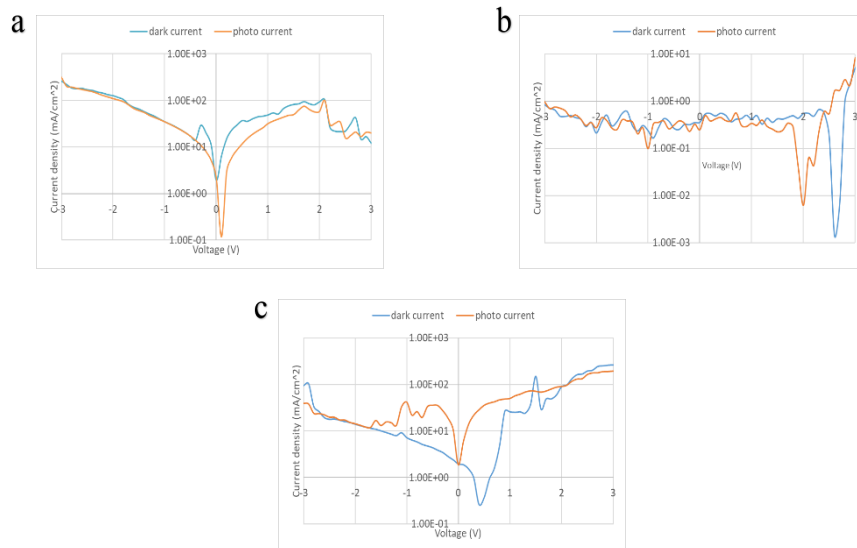 a
dark current photo current
1.00E+03
1.00E+02
1.00E+01
1.00E+00
1.00E-01
-3 -2 -1 0 1 2 3
Current density (mA/cm^2)
Voltage (V)
b
dark current photo current
1.00E+01
1.00E+00
1.00E-01
1.00E-02
1.00E-03
-3 -2 -1 0 1 2 3
Current density (mA/cm^2)
Voltage (V)
c
dark current photo current
1.00E+03
1.00E+02
1.00E+01
1.00E+00
1.00E-01
-3 -2 -1 0 1 2 3
Current density (mA/cm^2)
Voltage (V)